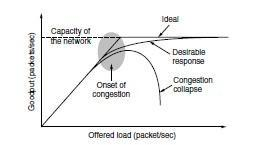 Ideal
Capacity of
the network
Desirable
response
Goodput (packets/sec)
Onset of
congestion
Congestion
collapse
Offered load (packet/sec)